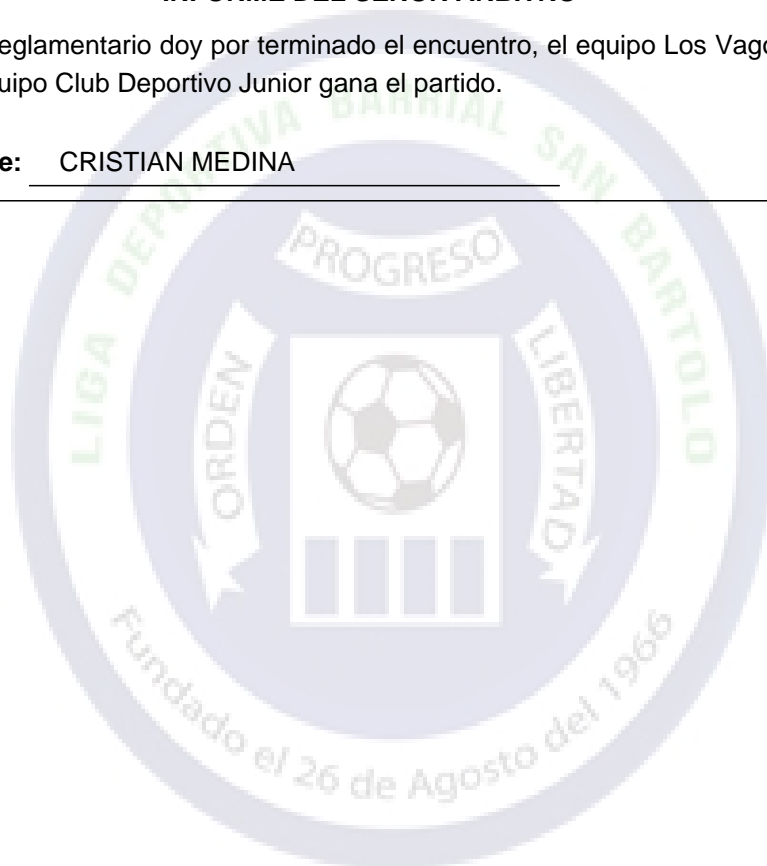 eglamentario doy por terminado el encuentro, el equipo Los Vago
uipo Club Deportivo Junior gana el partido.
e: CRISTIAN MEDINA
LIGA DEPORTIVA BARRIAL SAN BARTOLO
PROGRESO
ORDEN
LIBERTAD
Fundado el 26 de Agosto del 1966